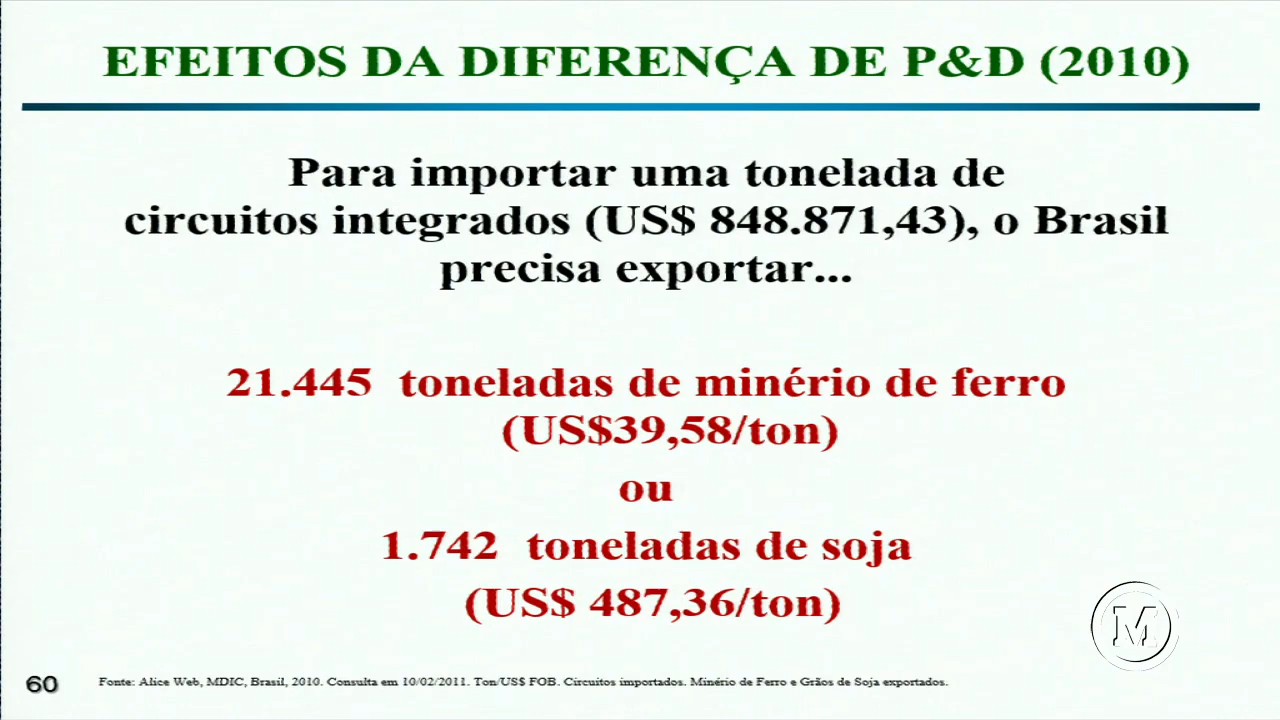 EFEITOS DA DIFERENÇA DE P&D (2010)
Para importar uma tonelada de
circuitos integrados (US$ 848.871,43), o Brasil
precisa exportar...
21.445 toneladas de minério de ferro
(US$39,58/ton)
ou
1.742 toneladas de soja
(US$ 487,36/ton)
M
60
Fonte: Alice Web, MDIC, Brasil, 2010. Consulta em 10/02/2011. Ton/US$ FOB. Circuitos importados. Minério de Ferro e Grãos de Soja exportados.